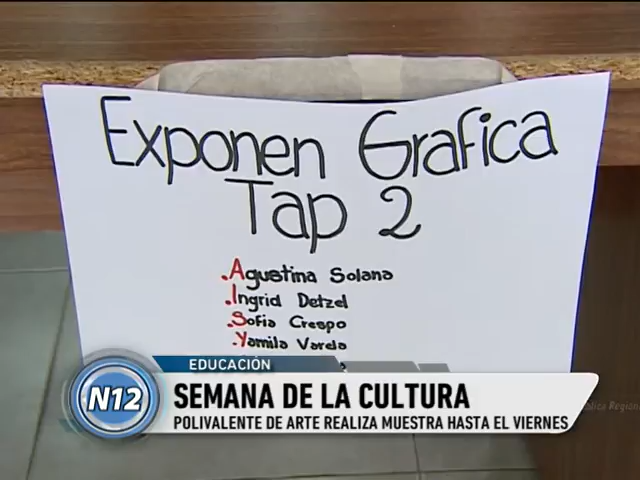 Exponen Grafica
Tap 2
.Agustina Solana
.Ingrid Detzel
.Sofia Crespo
.Yamila Varela
EDUCACIÓN
N12
SEMANA DE LA CULTURA
POLIVALENTE DE ARTE REALIZA MUESTRA HASTA EL VIERNES